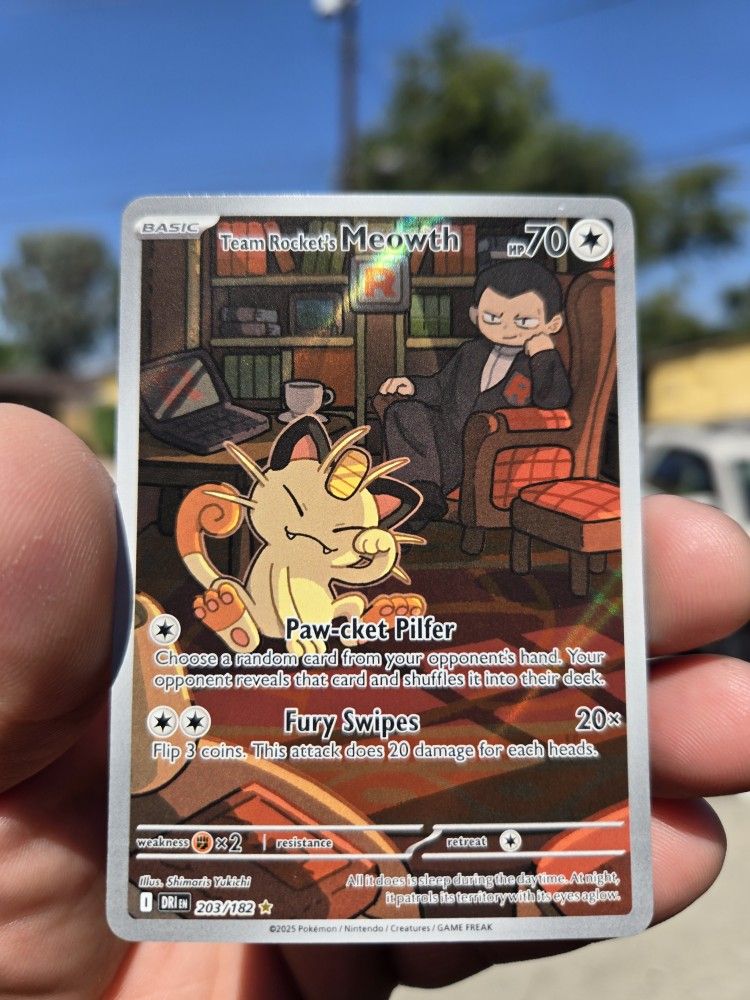 BASIC
Team Rocket's Meowth HP 70
R
R
Paw-cket Pilfer
Choose a random card from your opponent's hand. Your
opponent reveals that card and shuffles it into their deck.
Fury Swipes 20×
Flip 3 coins. This attack does 20 damage for each heads.
weakness ×2 resistance retreat
Illus. Shimaris Yukichi
All it does is sleep during the daytime. At night,
it patrols its territory with its eyes aglow.
I DRI EN 203/182
©2025 Pokémon / Nintendo / Creatures / GAME FREAK